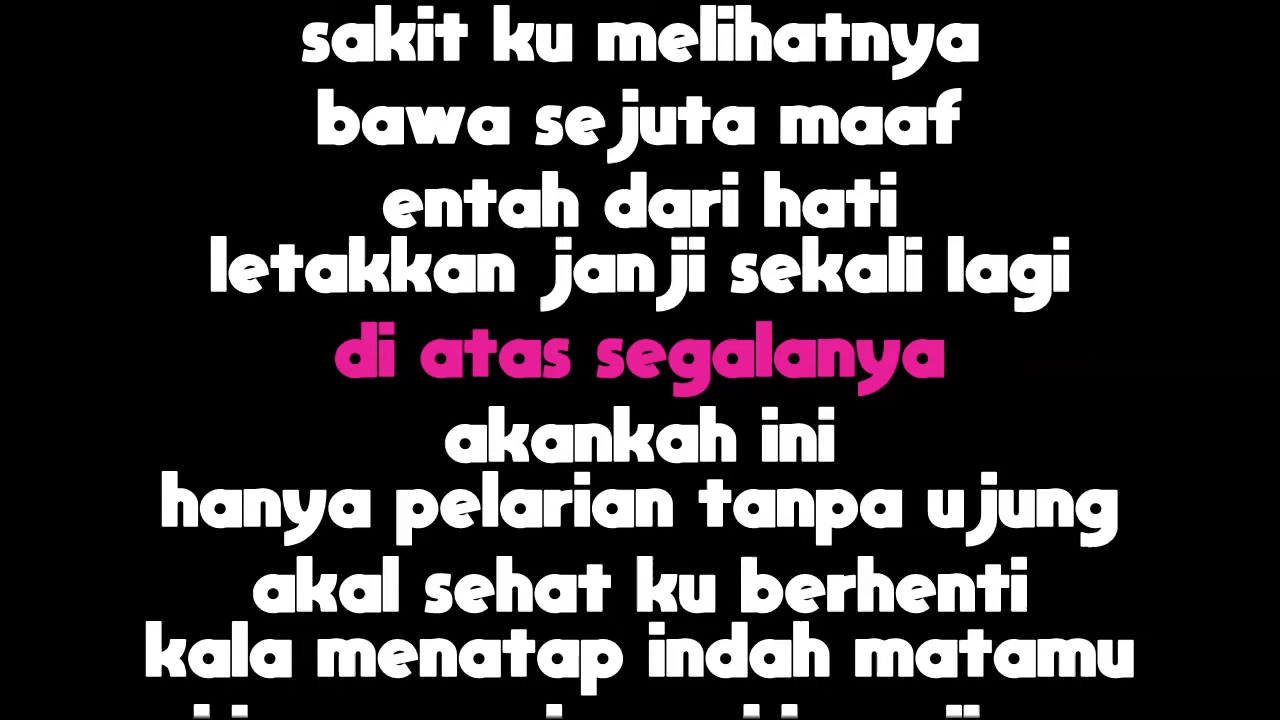 sakit ku melihatnya
bawa sejuta maaf
entah dari hati
letakkan janji sekali lagi
di atas segalanya
akankah ini
hanya pelarian tanpa ujung
akal sehat ku berhenti
kala menatap indah matamu